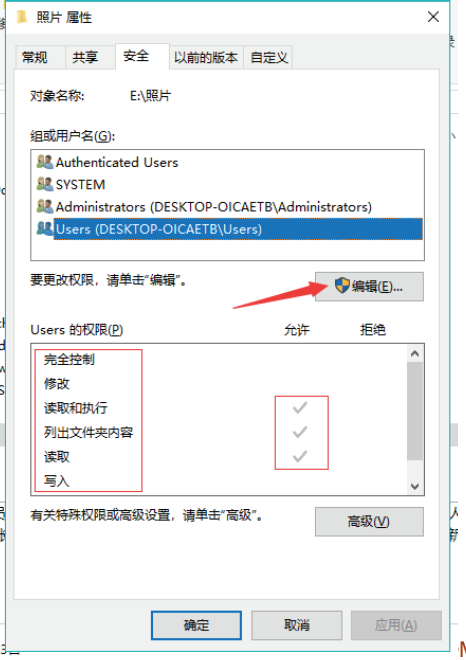 照片 属性
常规 共享 安全 以前的版本 自定义
对象名称: E:\照片
组或用户名(G):
Authenticated Users
SYSTEM
Administrators (DESKTOP-OICAETB\Administrators)
Users (DESKTOP-OICAETB\Users)
要更改权限，请单击“编辑”。
编辑(E)...
Users 的权限(P) 允许 拒绝
完全控制
修改
读取和执行
列出文件夹内容
读取
写入
有关特殊权限或高级设置，请单击“高级”。
高级(V)
确定 取消 应用(A)